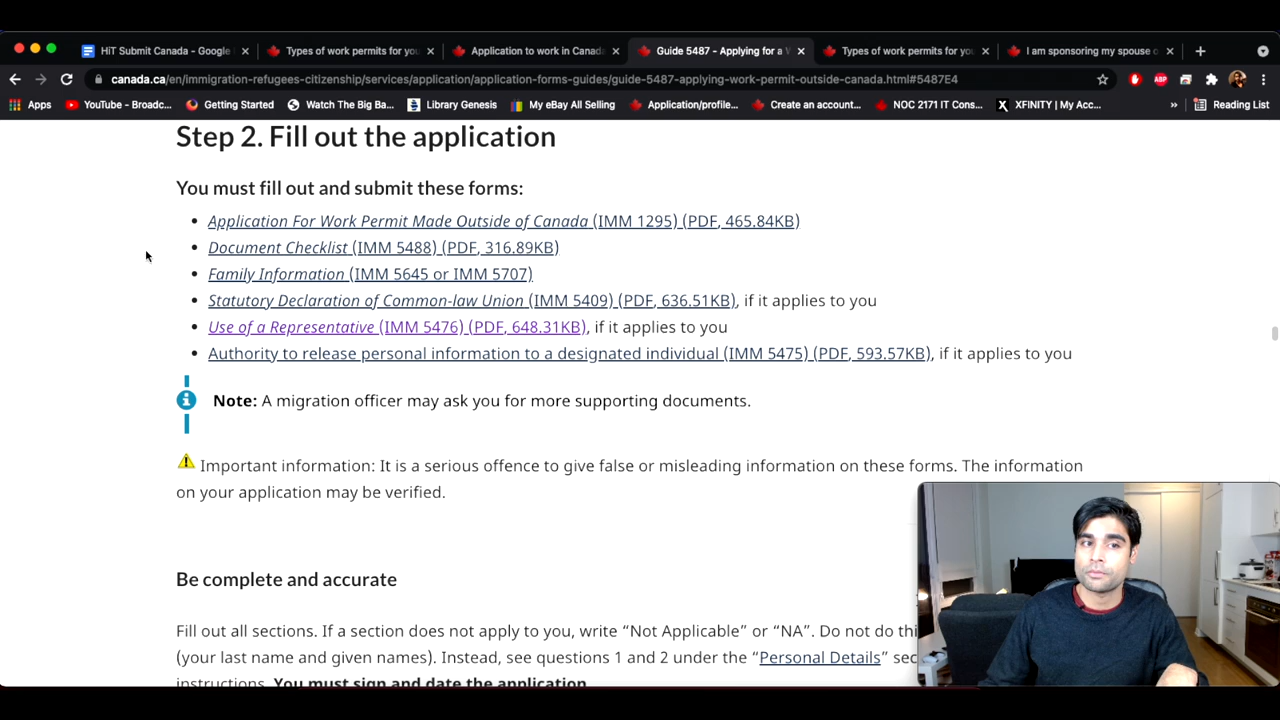 HiT Submit Canada - Google
Types of work permits for you
Application to work in Canada
Guide 5487 - Applying for a W
Types of work permits for you
I am sponsoring my spouse o
canada.ca/en/immigration-refugees-citizenship/services/application/application-forms-guides/guide-5487-applying-work-permit-outside-canada.html#5487E4
Apps
YouTube - Broadc...
Getting Started
Watch The Big Ba...
Library Genesis
My eBay All Selling
Application/profile...
Create an account...
NOC 2171 IT Cons...
XFINITY | My Acc...
»
Reading List
Step 2. Fill out the application
You must fill out and submit these forms:
• Application For Work Permit Made Outside of Canada (IMM 1295) (PDF, 465.84KB)
• Document Checklist (IMM 5488) (PDF, 316.89KB)
• Family Information (IMM 5645 or IMM 5707)
• Statutory Declaration of Common-law Union (IMM 5409) (PDF, 636.51KB), if it applies to you
• Use of a Representative (IMM 5476) (PDF, 648.31KB), if it applies to you
• Authority to release personal information to a designated individual (IMM 5475) (PDF, 593.57KB), if it applies to you
Note: A migration officer may ask you for more supporting documents.
Important information: It is a serious offence to give false or misleading information on these forms. The information
on your application may be verified.
Be complete and accurate
Fill out all sections. If a section does not apply to you, write “Not Applicable” or “NA”. Do not do thi
(your last name and given names). Instead, see questions 1 and 2 under the “Personal Details” sec
instructions. You must sign and date the application.